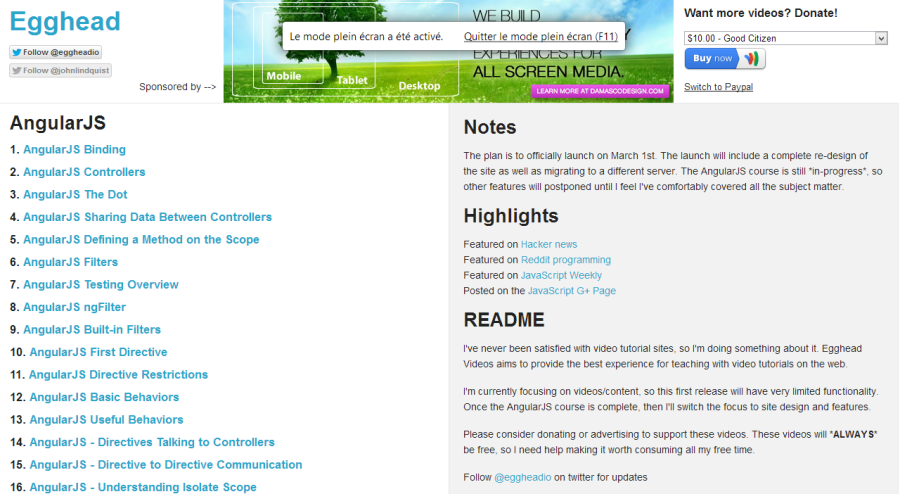 Egghead
Follow @eggheadio
Follow @johnlindquist
Sponsored by -->
WE BUILD
Le mode plein écran a été activé. Quitter le mode plein écran (F11)
EXPERIENCES FOR
ALL SCREEN MEDIA.
Mobile
Tablet
Desktop
LEARN MORE AT DAMASCODESIGN.COM
Want more videos? Donate!
$10.00 - Good Citizen
Buy now
Switch to Paypal
AngularJS
1. AngularJS Binding
2. AngularJS Controllers
3. AngularJS The Dot
4. AngularJS Sharing Data Between Controllers
5. AngularJS Defining a Method on the Scope
6. AngularJS Filters
7. AngularJS Testing Overview
8. AngularJS ngFilter
9. AngularJS Built-in Filters
10. AngularJS First Directive
11. AngularJS Directive Restrictions
12. AngularJS Basic Behaviors
13. AngularJS Useful Behaviors
14. AngularJS - Directives Talking to Controllers
15. AngularJS - Directive to Directive Communication
16. AngularJS - Understanding Isolate Scope
Notes
The plan is to officially launch on March 1st. The launch will include a complete re-design of
the site as well as migrating to a different server. The AngularJS course is still *in-progress*, so
other features will postponed until I feel I've comfortably covered all the subject matter.
Highlights
Featured on Hacker news
Featured on Reddit programming
Featured on JavaScript Weekly
Posted on the JavaScript G+ Page
README
I've never been satisfied with video tutorial sites, so I'm doing something about it. Egghead
Videos aims to provide the best experience for teaching with video tutorials on the web.
I'm currently focusing on videos/content, so this first release will have very limited functionality.
Once the AngularJS course is complete, then I'll switch the focus to site design and features.
Please consider donating or advertising to support these videos. These videos will *ALWAYS*
be free, so I need help making it worth consuming all my free time.
Follow @eggheadio on twitter for updates